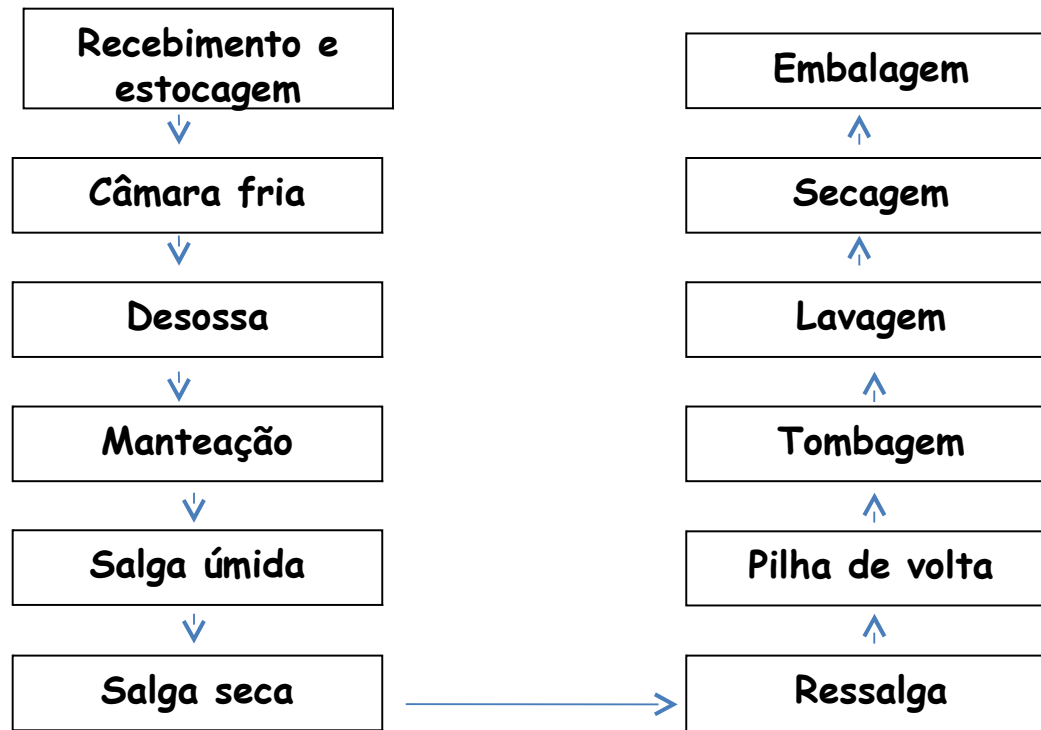 Recebimento e
estocagem
Câmara fria
Desossa
Manteação
Salga úmida
Salga seca
Ressalga
Pilha de volta
Tombagem
Lavagem
Secagem
Embalagem